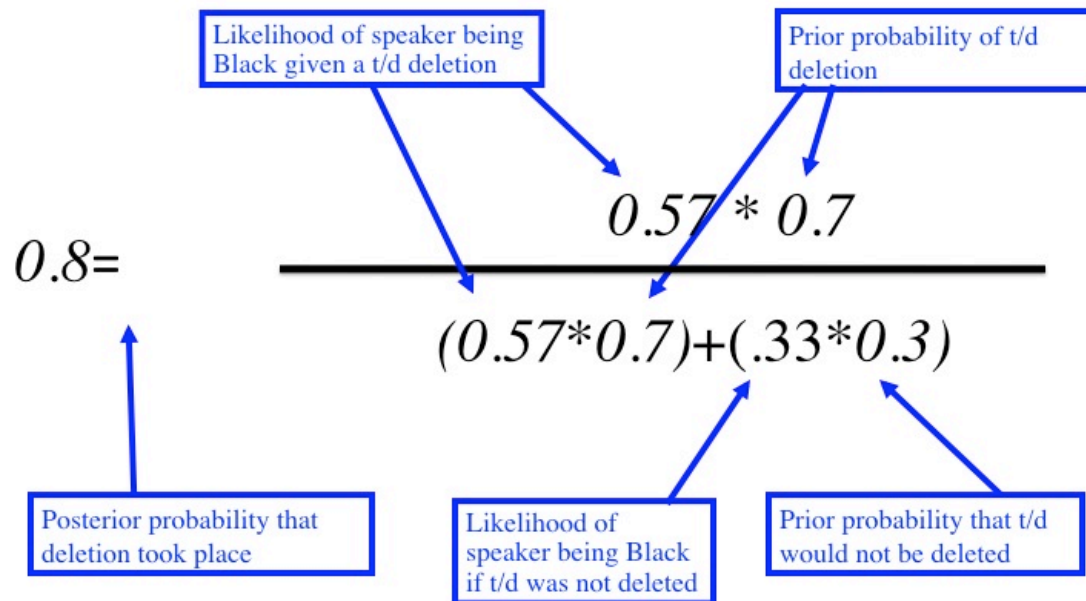 Likelihood of speaker being
Black given a t/d deletion
Prior probability of t/d
deletion
0.57 * 0.7
0.8=
(0.57*0.7)+(.33*0.3)
Posterior probability that
deletion took place
Likelihood of
speaker being Black
if t/d was not deleted
Prior probability that t/d
would not be deleted